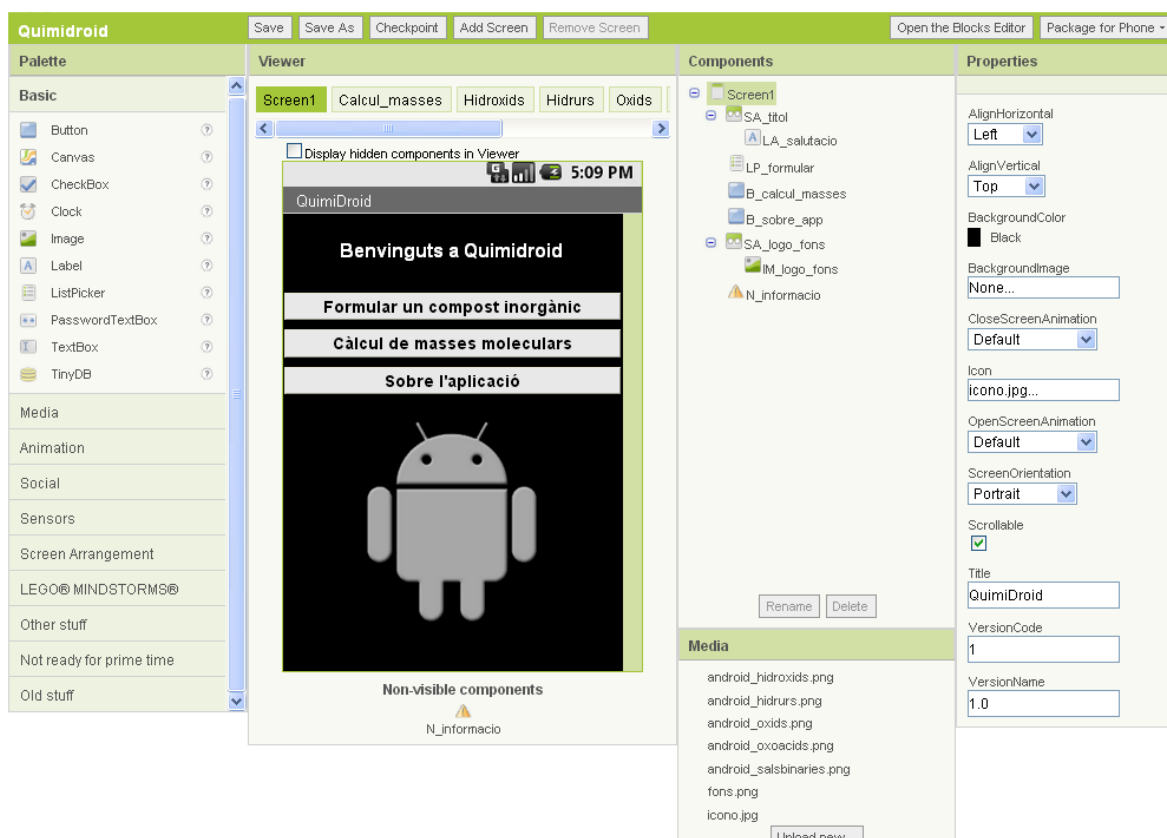 Quimidroid
Save Save As Checkpoint Add Screen Remove Screen Open the Blocks Editor Package for Phone
Palette
Basic
Button
Canvas
CheckBox
Clock
Image
Label
ListPicker
PasswordTextBox
TextBox
TinyDB
Media
Animation
Social
Sensors
Screen Arrangement
LEGO® MINDSTORMS®
Other stuff
Not ready for prime time
Old stuff
Viewer
Screen1 Calcul_masses Hidroxids Hidrurs Oxids
Display hidden components in Viewer
5:09 PM
QuimiDroid
Benvinguts a Quimidroid
Formular un compost inorgànic
Càlcul de masses moleculars
Sobre l'aplicació
Non-visible components
N_informacio
Components
Screen1
SA_titol
LA_salutacio
LP_formular
B_calcul_masses
B_sobre_app
SA_logo_fons
IM_logo_fons
N_informacio
Rename Delete
Media
android_hidroxids.png
android_hidrurs.png
android_oxids.png
android_oxoacids.png
android_salsbinaries.png
fons.png
icono.jpg
Upload new...
Properties
AlignHorizontal
Left
AlignVertical
Top
BackgroundColor
Black
BackgroundImage
None...
CloseScreenAnimation
Default
Icon
icono.jpg...
OpenScreenAnimation
Default
ScreenOrientation
Portrait
Scrollable
Title
QuimiDroid
VersionCode
1
VersionName
1.0